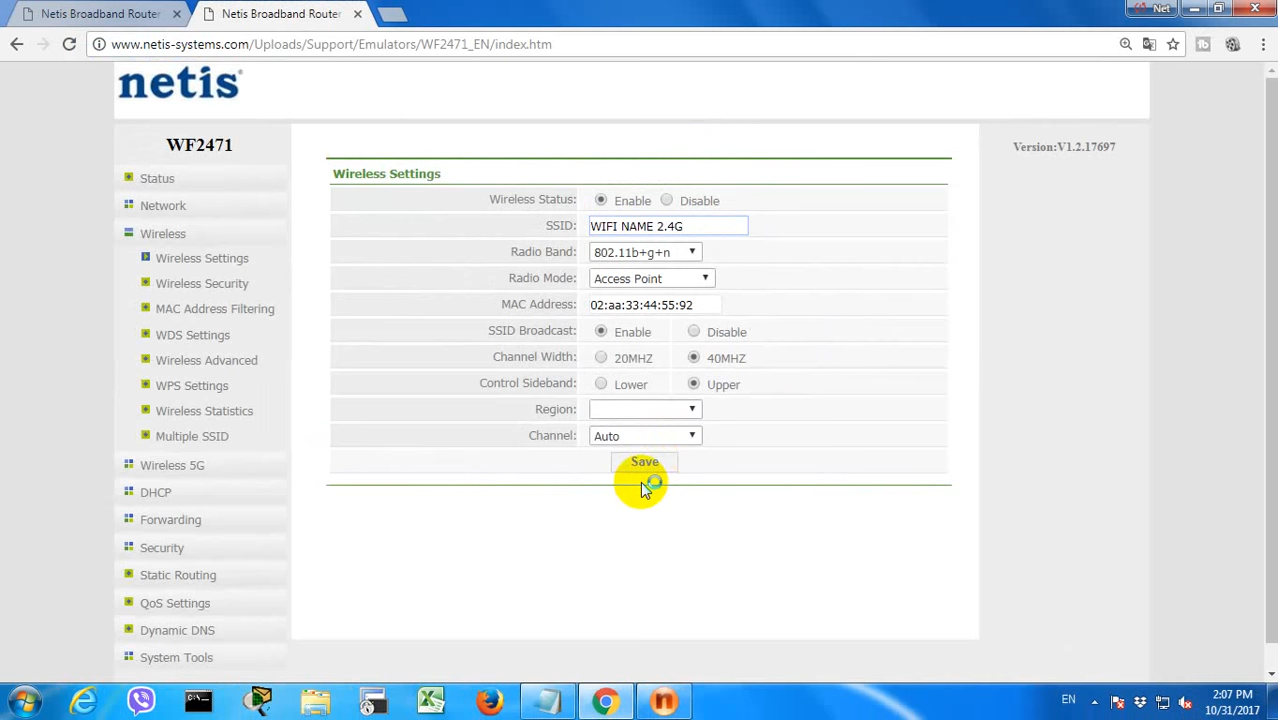 Netis Broadband Router
Netis Broadband Router
Net
www.netis-systems.com/Uploads/Support/Emulators/WF2471_EN/index.htm
netis
WF2471
Version:V1.2.17697
Status
Network
Wireless
Wireless Settings
Wireless Security
MAC Address Filtering
WDS Settings
Wireless Advanced
WPS Settings
Wireless Statistics
Multiple SSID
Wireless 5G
DHCP
Forwarding
Security
Static Routing
QoS Settings
Dynamic DNS
System Tools
Wireless Settings
Wireless Status: Enable Disable
SSID: WIFI NAME 2.4G
Radio Band: 802.11b+g+n
Radio Mode: Access Point
MAC Address: 02:aa:33:44:55:92
SSID Broadcast: Enable Disable
Channel Width: 20MHZ 40MHZ
Control Sideband: Lower Upper
Region:
Channel: Auto
Save
EN
2:07 PM
10/31/2017